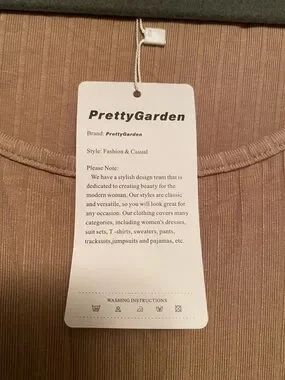 PrettyGarden
Brand: PrettyGarden
Style: Fashion & Casual
Please Note:
We have a stylish design team that is
dedicated to creating beauty for the
modern woman. Our styles are classic
and versatile, so you will look great for
any occasion. Our clothing covers many
categories, including women's dresses,
suit sets, T-shirts, sweaters, pants,
tracksuits,jumpsuits and pajamas, etc.
WASHING INSTRUCTIONS